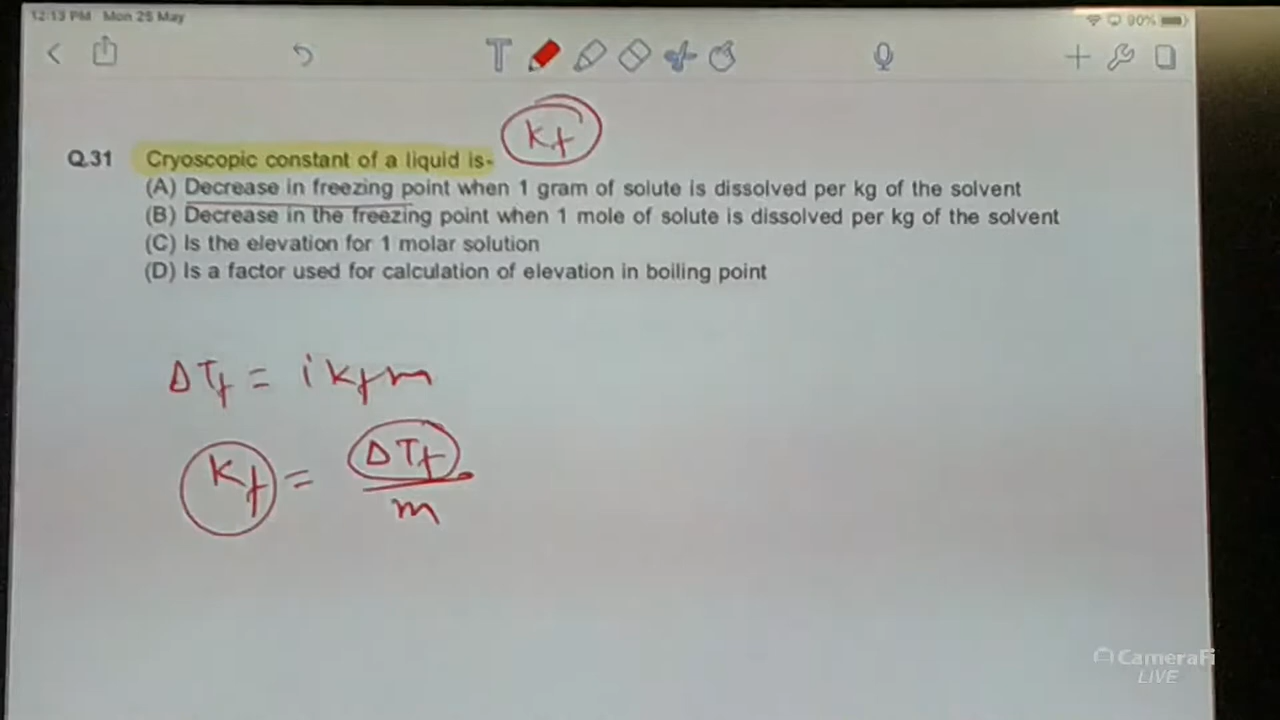 12:13 PM Mon 25 May
90%
T
Kf
Q.31 Cryoscopic constant of a liquid is-
(A) Decrease in freezing point when 1 gram of solute is dissolved per kg of the solvent
(B) Decrease in the freezing point when 1 mole of solute is dissolved per kg of the solvent
(C) Is the elevation for 1 molar solution
(D) Is a factor used for calculation of elevation in boiling point
ΔTf = i kf m
Kf = ΔTf
m
CameraFi
LIVE